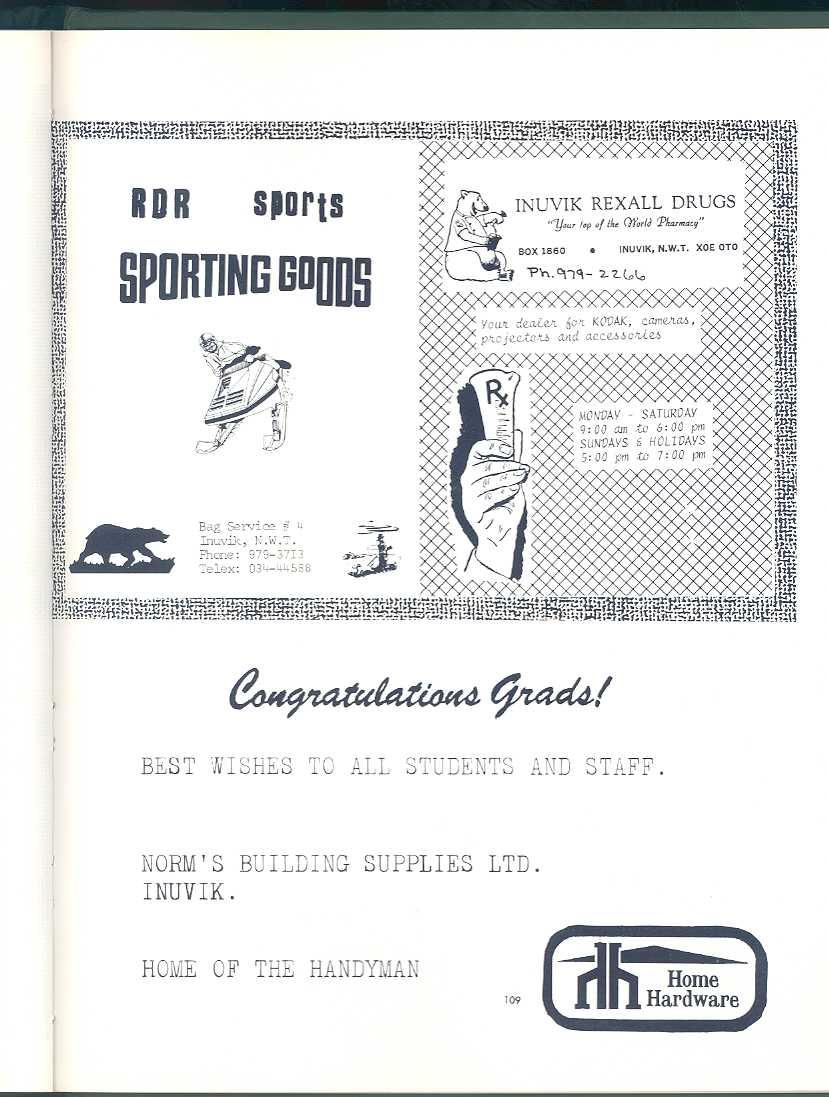 RDR sports
SPORTING GOODS
Bag Service # 4
Inuvik, N.W.T.
Phone: 979-3713
Telex: 034-44588
INUVIK REXALL DRUGS
"Your top of the World Pharmacy"
BOX 1860 • INUVIK, N.W.T. X0E 0T0
Ph. 979-2266
Your dealer for KODAK, cameras,
projectors and accessories
Rx
MONDAY - SATURDAY
9:00 am to 6:00 pm
SUNDAYS & HOLIDAYS
5:00 pm to 7:00 pm
Congratulations Grads!
BEST WISHES TO ALL STUDENTS AND STAFF.
NORM'S BUILDING SUPPLIES LTD.
INUVIK.
HOME OF THE HANDYMAN
109
Home
Hardware